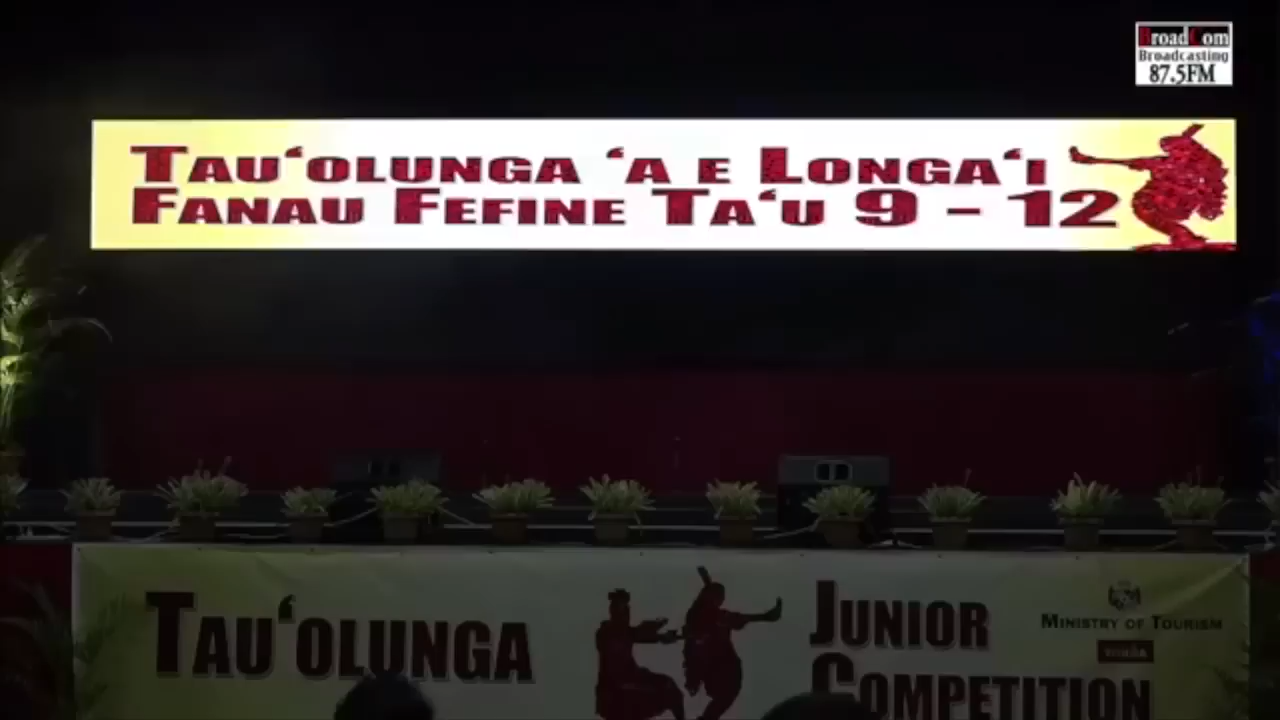 BroadCom
Broadcasting
87.5FM
TAU‘OLUNGA ‘A E LONGA‘I
FANAU FEFINE TA‘U 9 - 12
TAU‘OLUNGA
JUNIOR
COMPETITION
MINISTRY OF TOURISM
TONGA